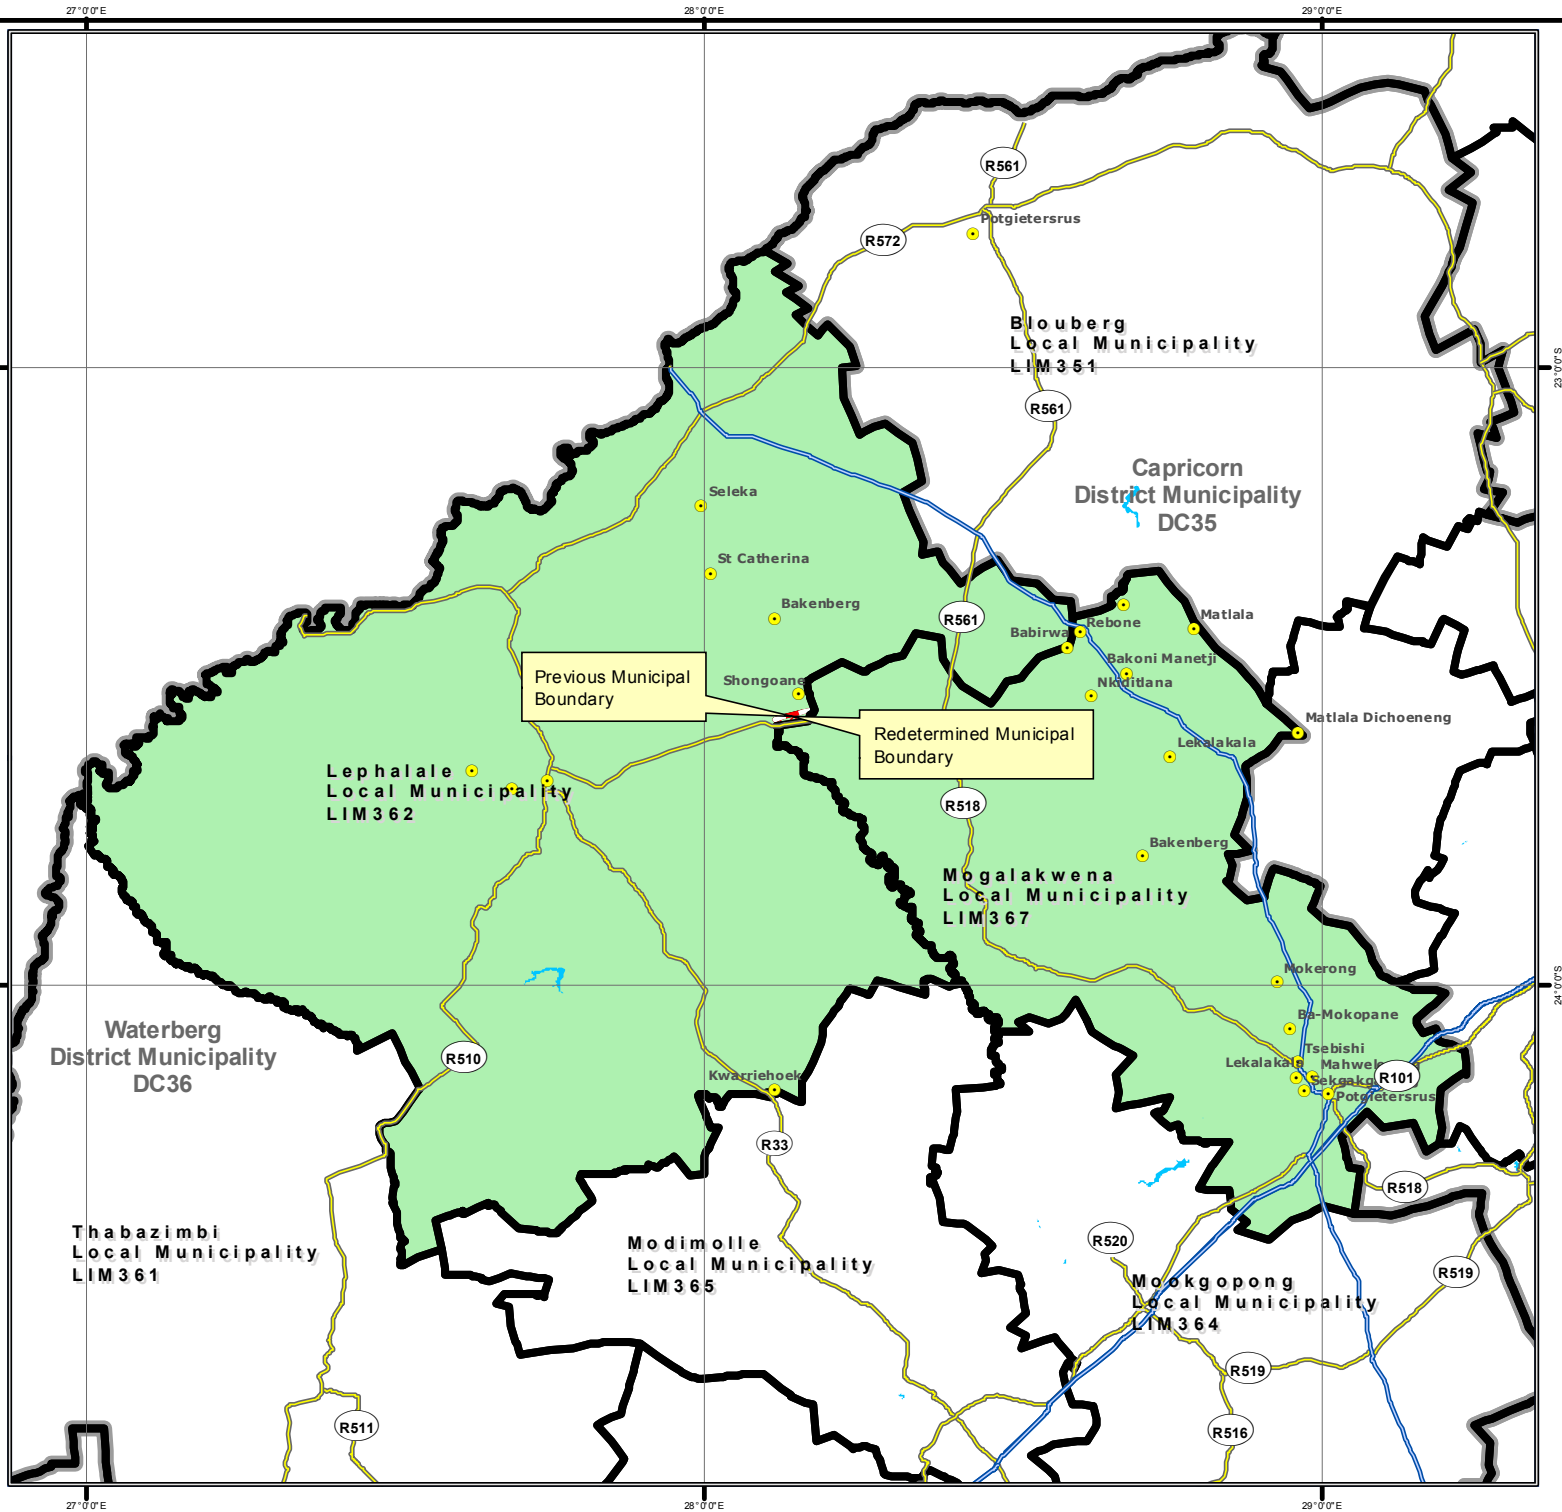 27°0'0"E
28°0'0"E
29°0'0"E
R561
Potgietersrus
R572
Blouberg
Local Municipality
LIM351
23°0'0"S
R561
Capricorn
District Municipality
DC35
Seleka
St Catherina
Bakenberg
R561
Matlala
Rebone
Babirwa
Bakoni Manetji
Previous Municipal
Boundary
Shongoane
Nkiditlana
Matlala Dichoeneng
Redetermined Municipal
Boundary
Lekalakala
Lephalale
Local Municipality
LIM362
R518
Bakenberg
Mogalakwena
Local Municipality
LIM367
Mokerong
24°0'0"S
Ba-Mokopane
Waterberg
District Municipality
DC36
R510
Tsebishi
Lekalakala
R101
Kwarriehoek
Potgietersrus
R33
R518
Thabazimbi
Local Municipality
LIM361
Modimolle
Local Municipality
LIM365
R520
R519
Mookgopong
Local Municipality
LIM364
R519
R511
R516
27°0'0"E
28°0'0"E
29°0'0"E